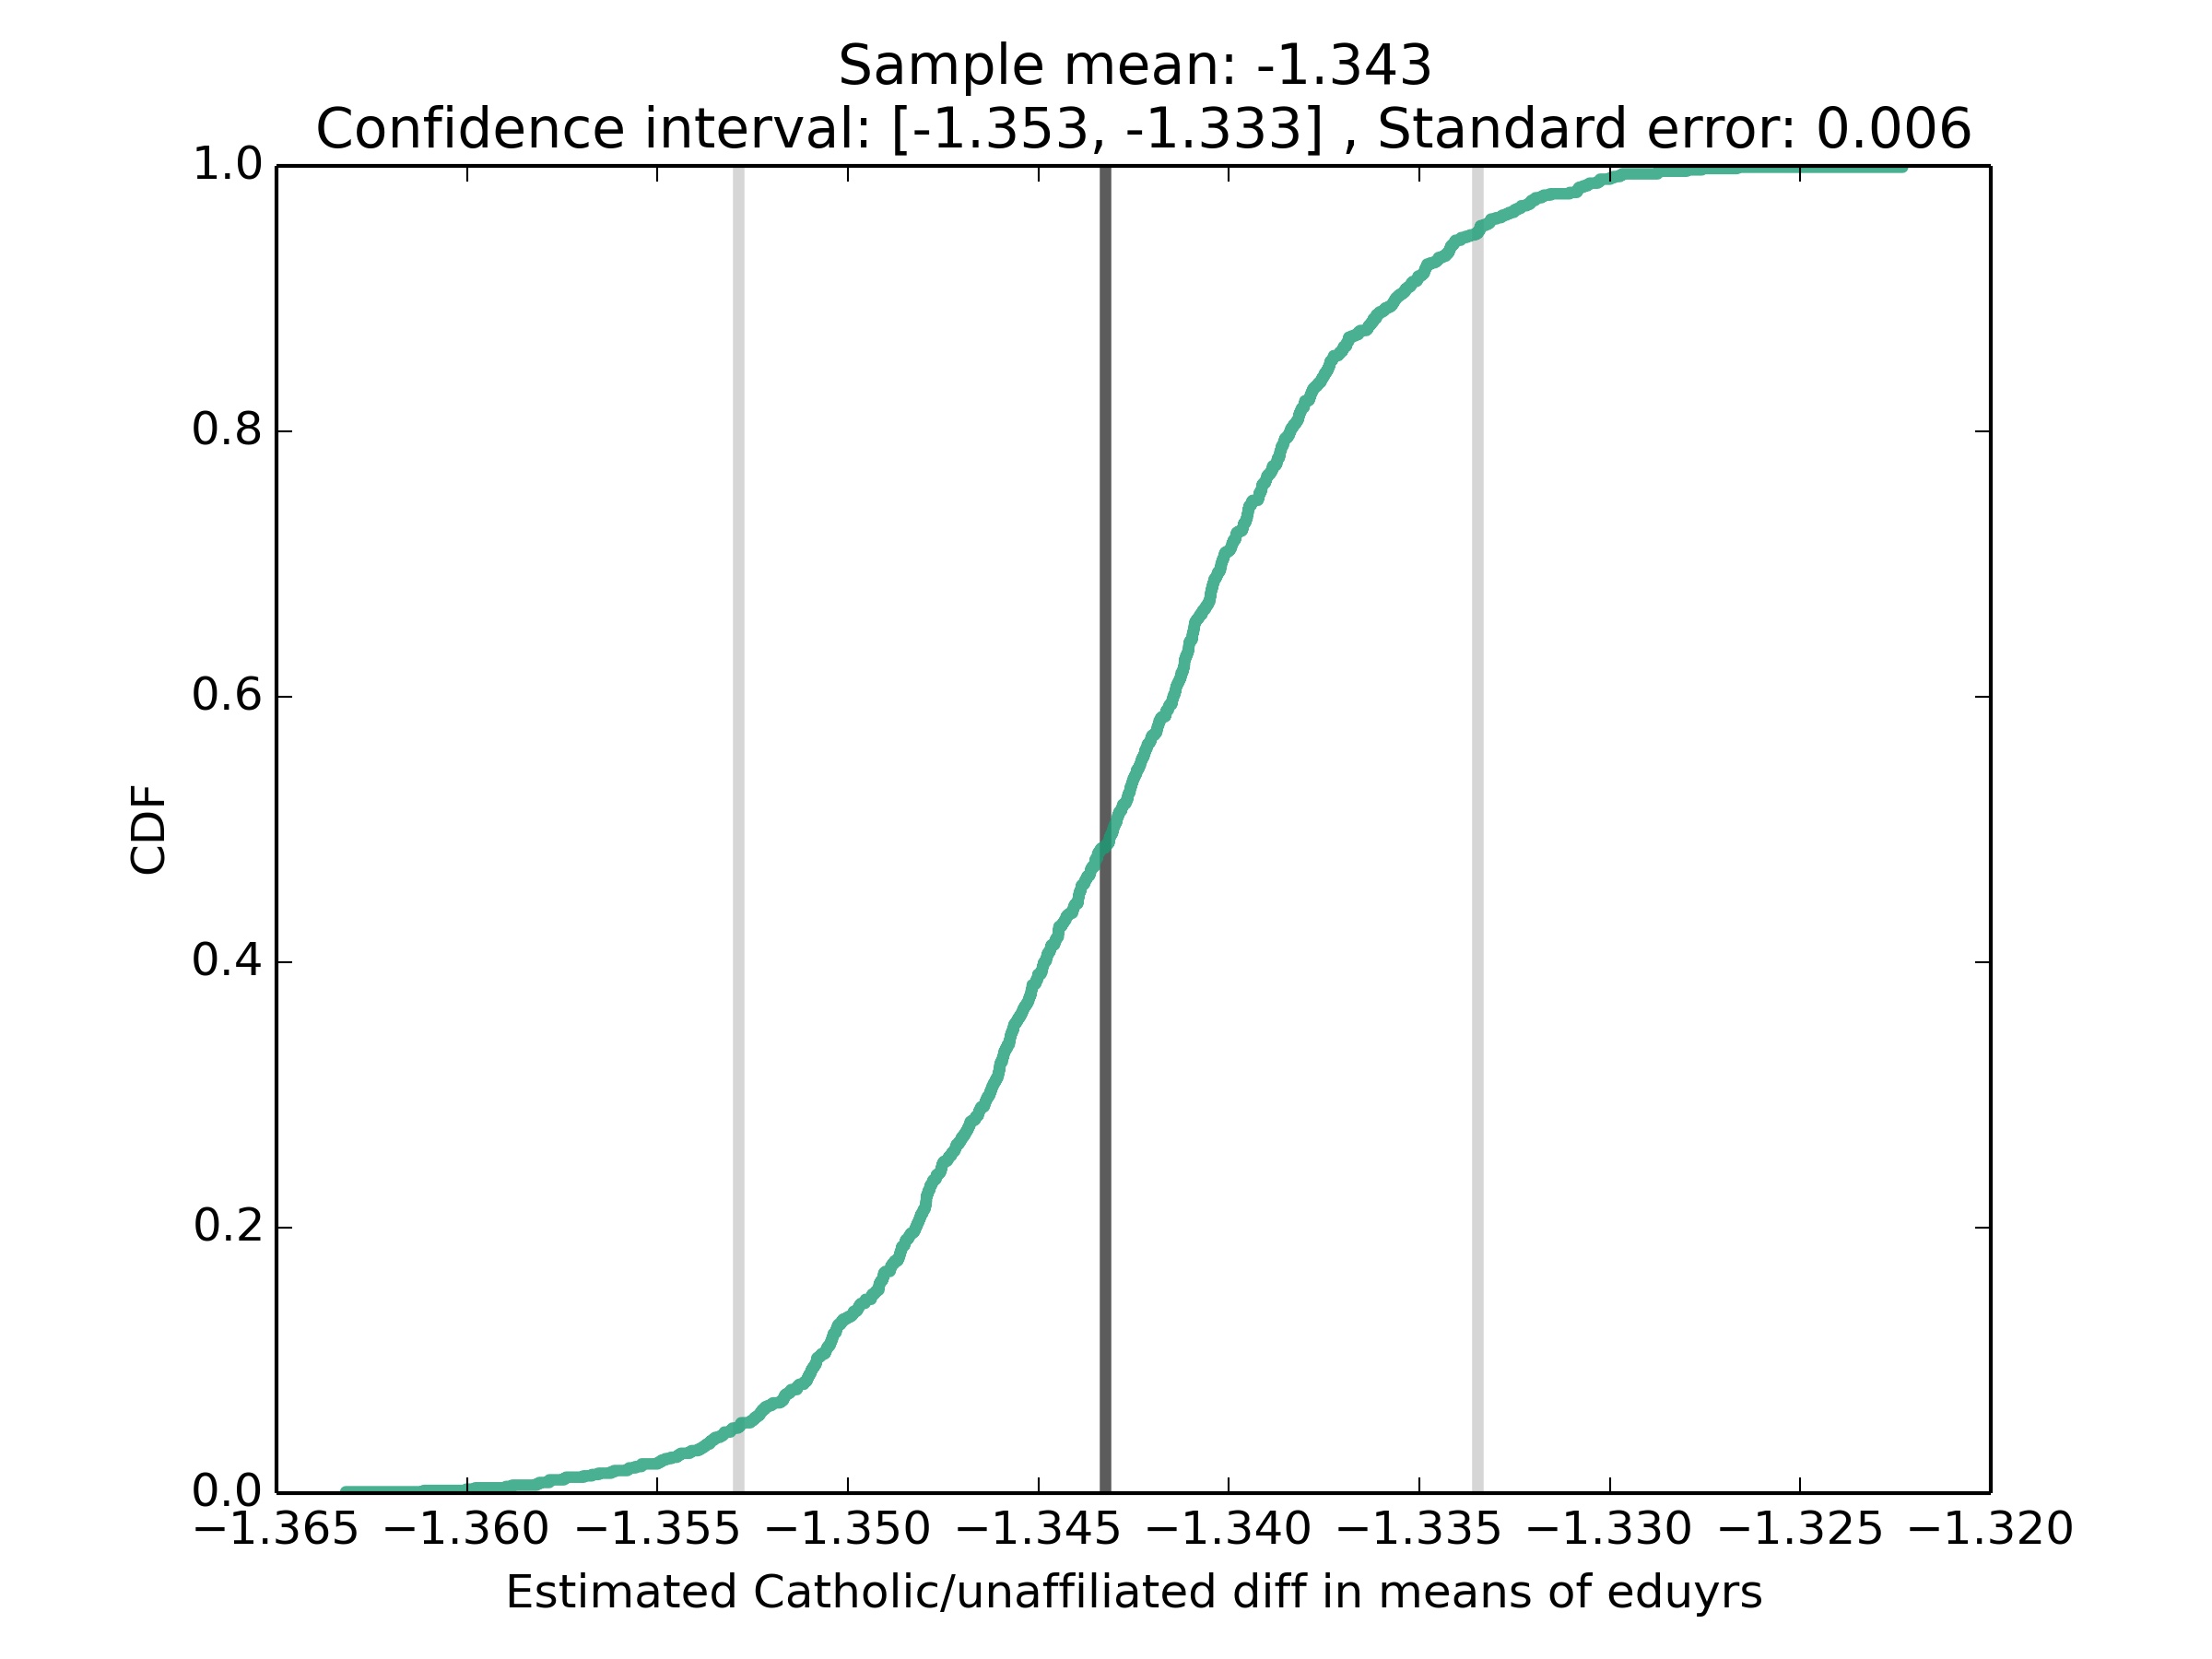 Sample mean: -1.343
Confidence interval: [-1.353, -1.333] , Standard error: 0.006
1.0
0.8
0.6
0.4
0.2
0.0
CDF
−1.365 −1.360 −1.355 −1.350 −1.345 −1.340 −1.335 −1.330 −1.325 −1.320
Estimated Catholic/unaffiliated diff in means of eduyrs